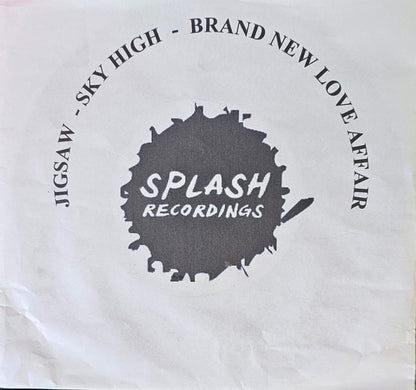 JIGSAW - SKY HIGH - BRAND NEW LOVE AFFAIR
SPLASH
RECORDINGS